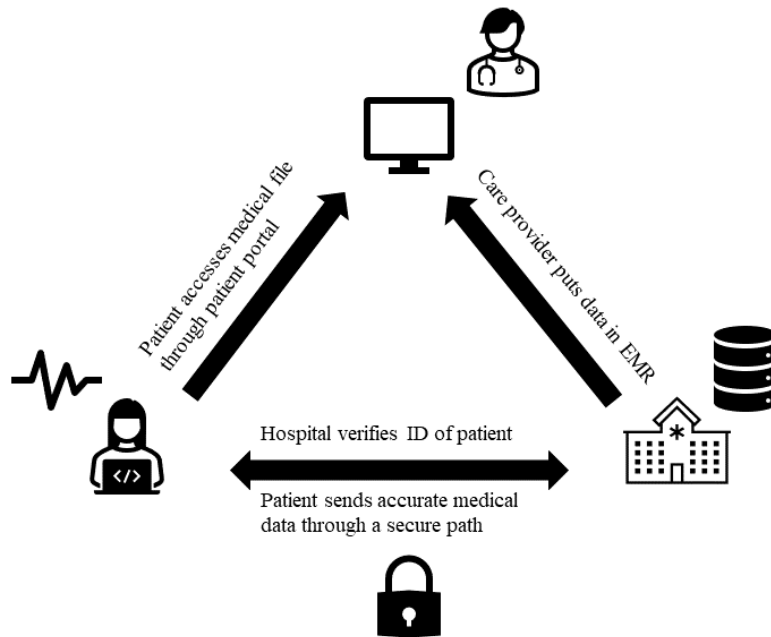 Patient accesses medical file
through patient portal
Care provider puts data in EMR
Hospital verifies ID of patient
Patient sends accurate medical
data through a secure path
</>